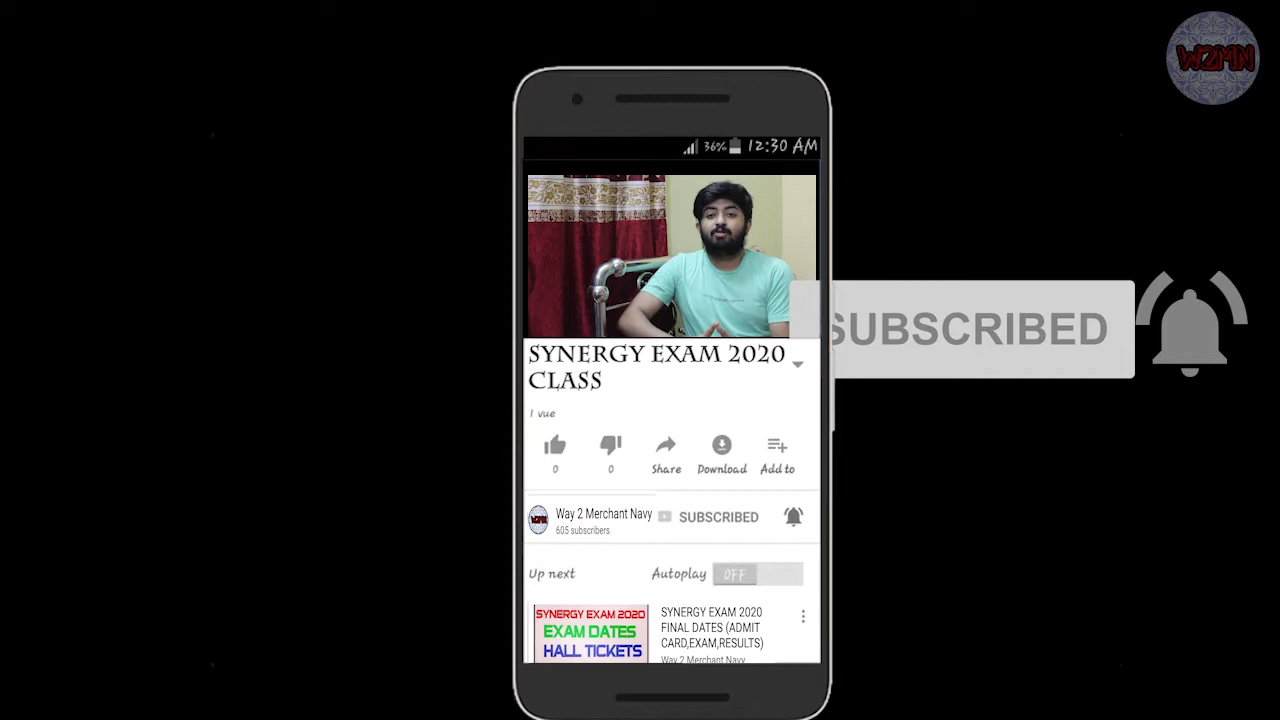 W2MN
36% 12:30 AM
SYNERGY EXAM 2020
CLASS
1 vue
0 0 Share Download Add to
SUBSCRIBED
Way 2 Merchant Navy SUBSCRIBED
605 subscribers
W2MN
Up next Autoplay OFF
SYNERGY EXAM 2020
EXAM DATES
HALL TICKETS
SYNERGY EXAM 2020
FINAL DATES (ADMIT
CARD,EXAM,RESULTS)
Way 2 Merchant Navy